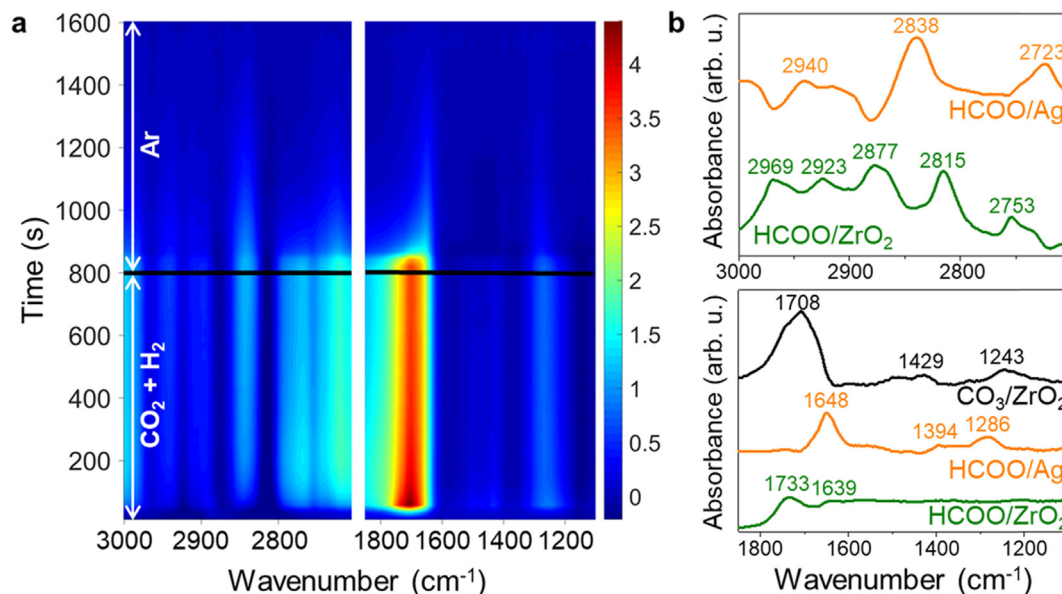 a
1600
1400
1200
1000
800
600
400
200
Time (s)
Ar
CO₂ + H₂
3000 2900 2800 1800 1600 1400 1200
Wavenumber (cm⁻¹)
4
3.5
3
2.5
2
1.5
1
0.5
0
b
Absorbance (arb. u.)
2838
2940
2723
HCOO/Ag
2969 2923 2877 2815
2753
HCOO/ZrO₂
3000 2900 2800
Absorbance (arb. u.)
1708
1429 1243
CO₃/ZrO₂
1648
1394 1286
HCOO/Ag
1733 1639
HCOO/ZrO₂
1800 1600 1400 1200
Wavenumber (cm⁻¹)